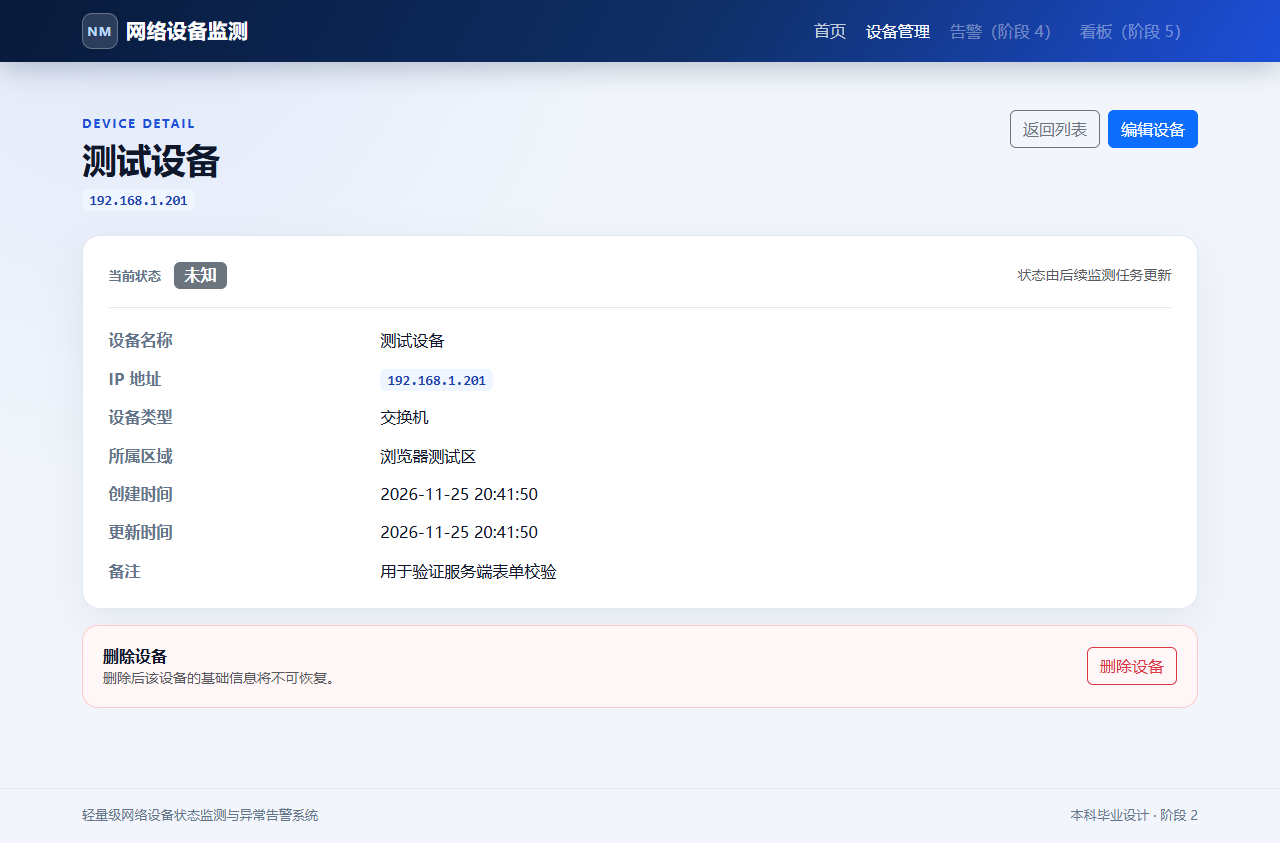 NM 网络设备监测
首页 设备管理 告警（阶段 4） 看板（阶段 5）
DEVICE DETAIL
测试设备
192.168.1.201
返回列表 编辑设备
当前状态 未知 状态由后续监测任务更新
设备名称 测试设备
IP 地址 192.168.1.201
设备类型 交换机
所属区域 浏览器测试区
创建时间 2026-11-25 20:41:50
更新时间 2026-11-25 20:41:50
备注 用于验证服务端表单校验
删除设备
删除后该设备的基础信息将不可恢复。
删除设备
轻量级网络设备状态监测与异常告警系统 本科毕业设计 · 阶段 2